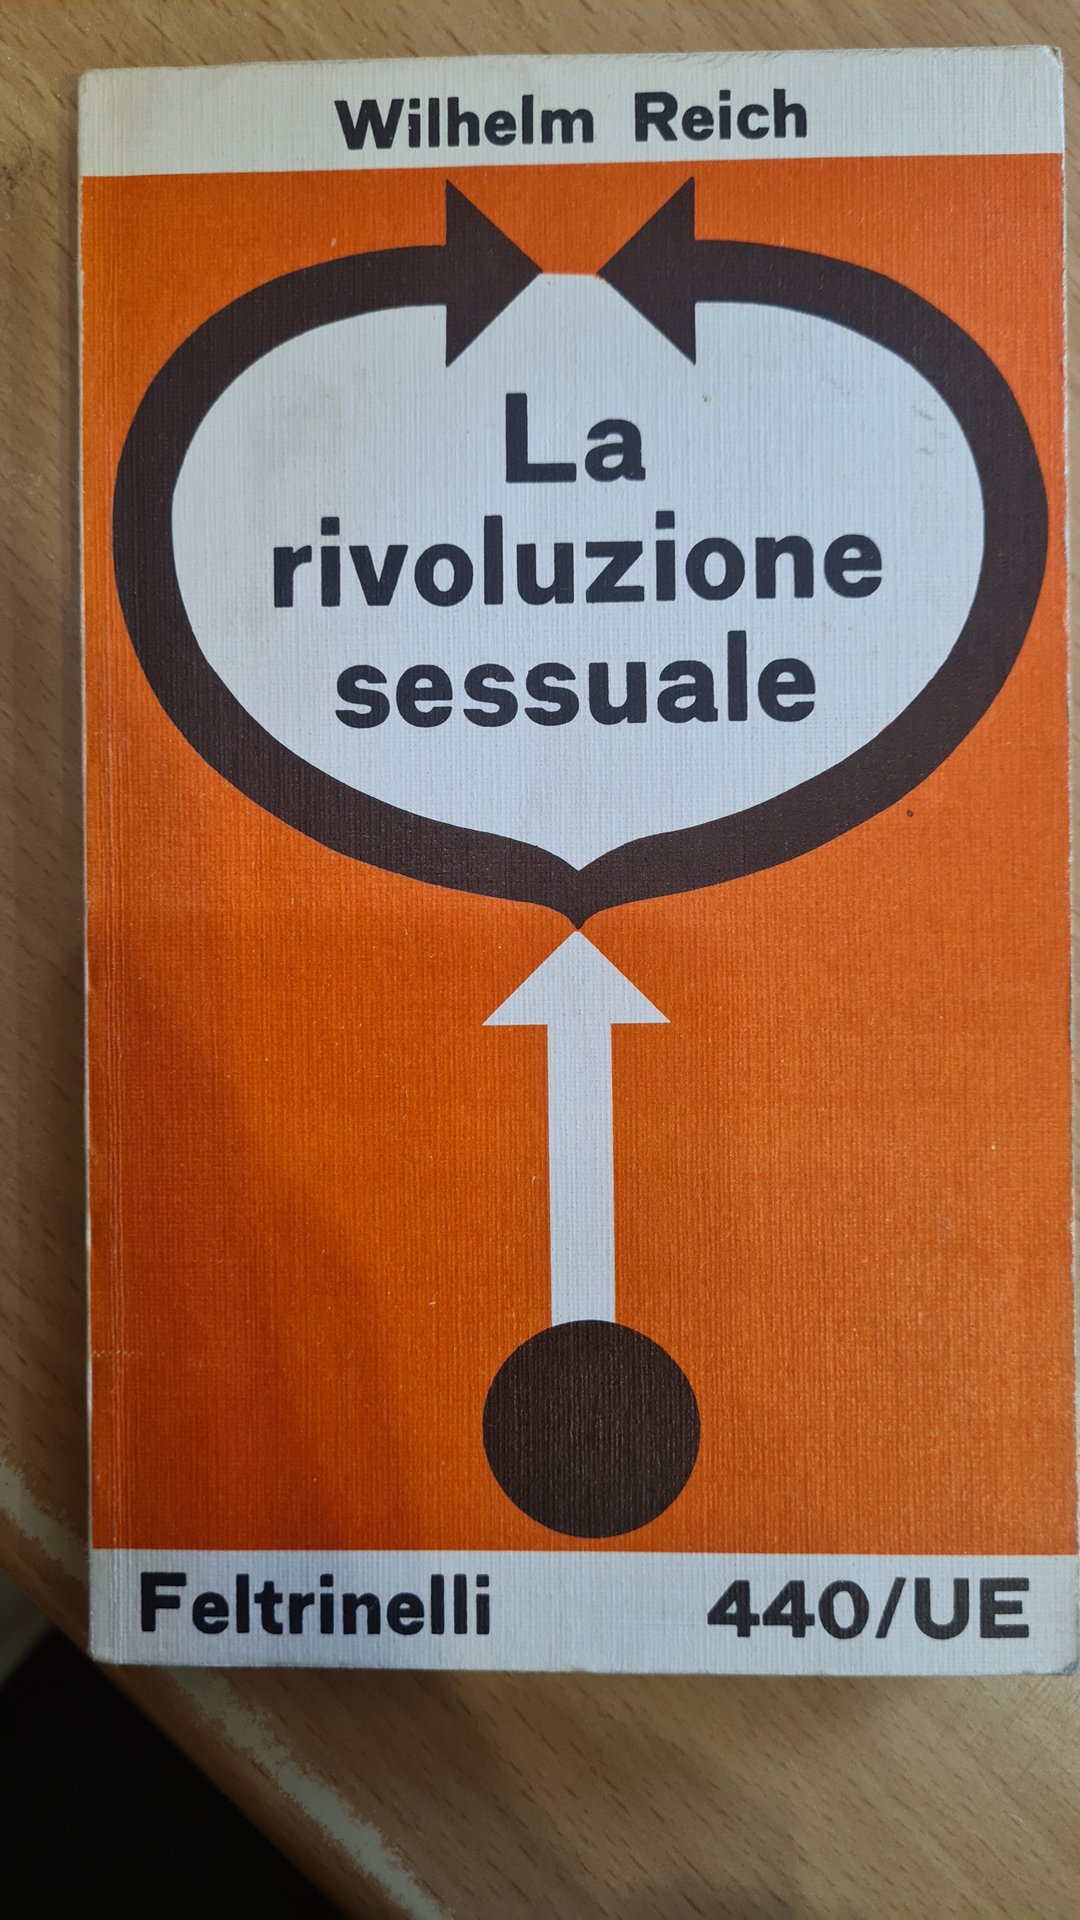 Wilhelm Reich
La
rivoluzione
sessuale
Feltrinelli 440/UE